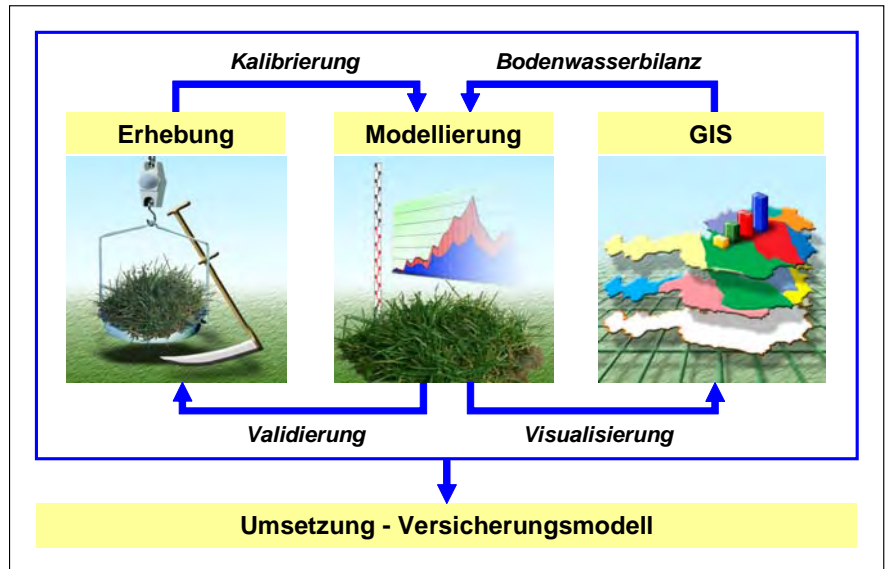 Kalibrierung
Bodenwasserbilanz
Erhebung
Modellierung
GIS
Validierung
Visualisierung
Umsetzung - Versicherungsmodell